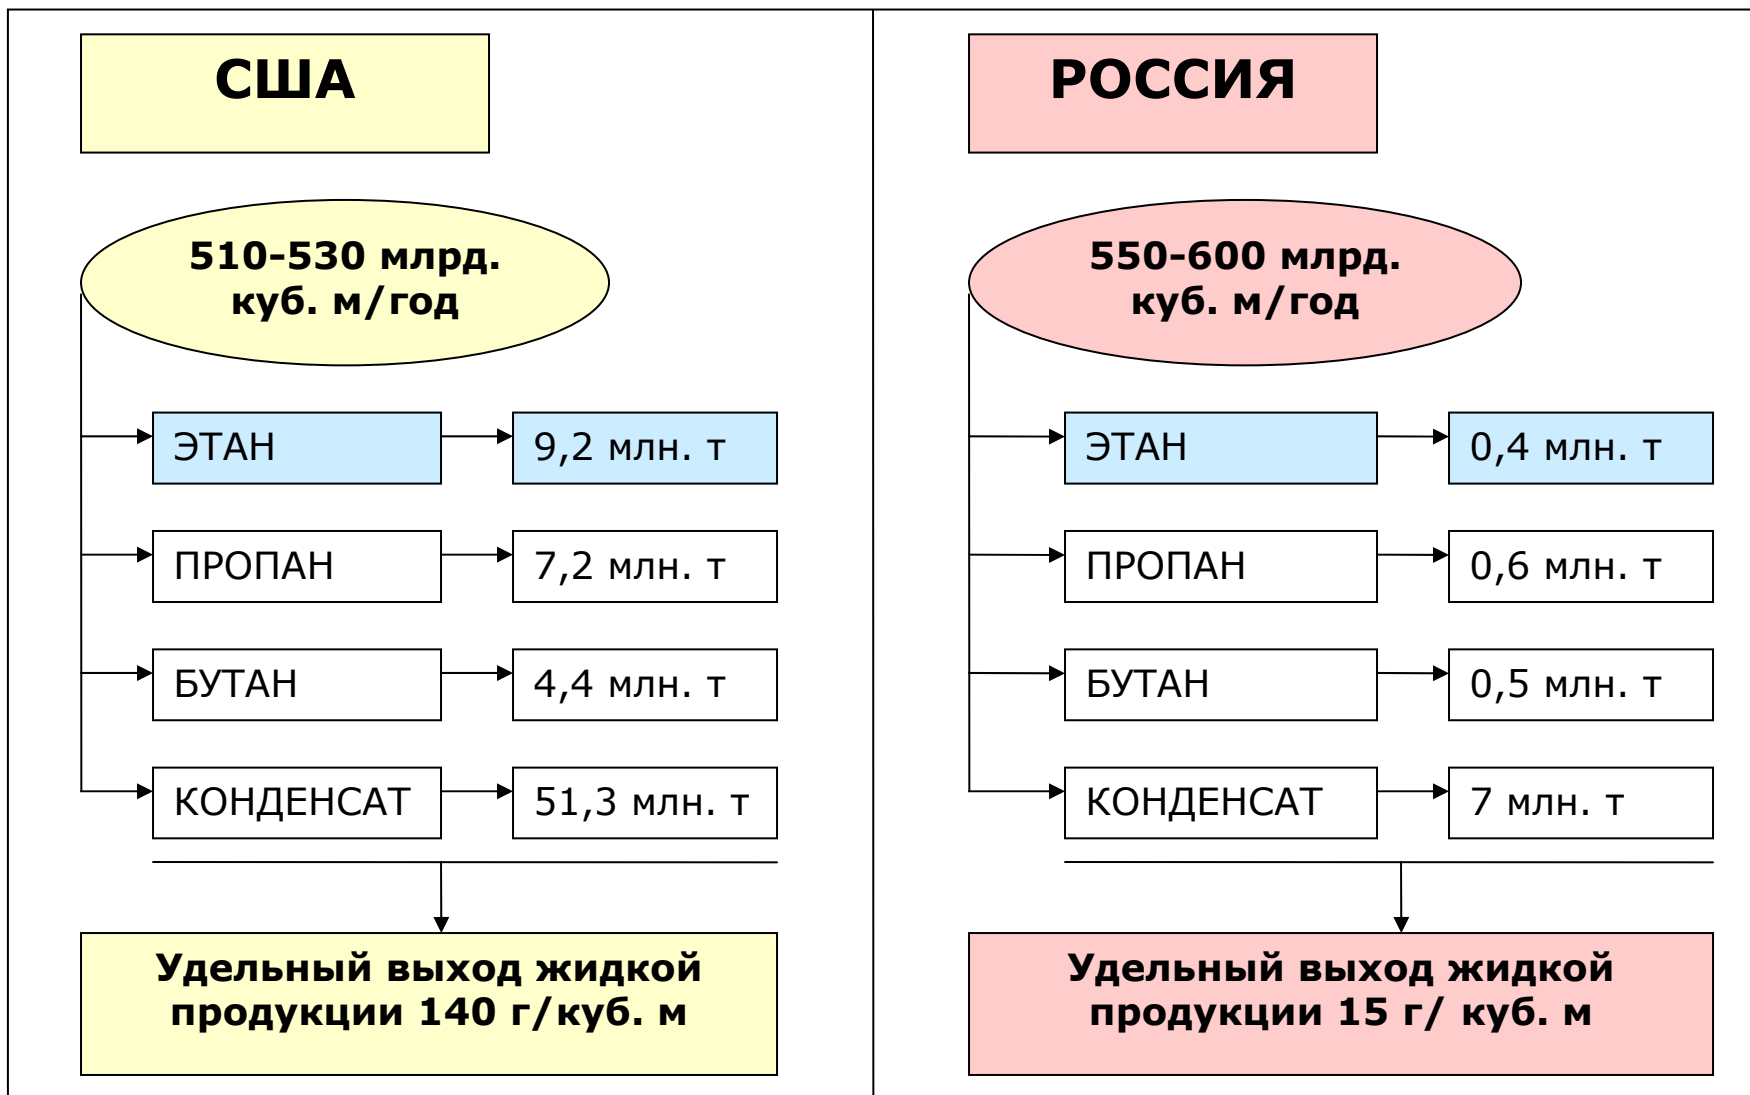 США
510-530 млрд.
куб. м/год
ЭТАН
9,2 млн. т
ПРОПАН
7,2 млн. т
БУТАН
4,4 млн. т
КОНДЕНСАТ
51,3 млн. т
Удельный выход жидкой
продукции 140 г/куб. м
РОССИЯ
550-600 млрд.
куб. м/год
ЭТАН
0,4 млн. т
ПРОПАН
0,6 млн. т
БУТАН
0,5 млн. т
КОНДЕНСАТ
7 млн. т
Удельный выход жидкой
продукции 15 г/ куб. м